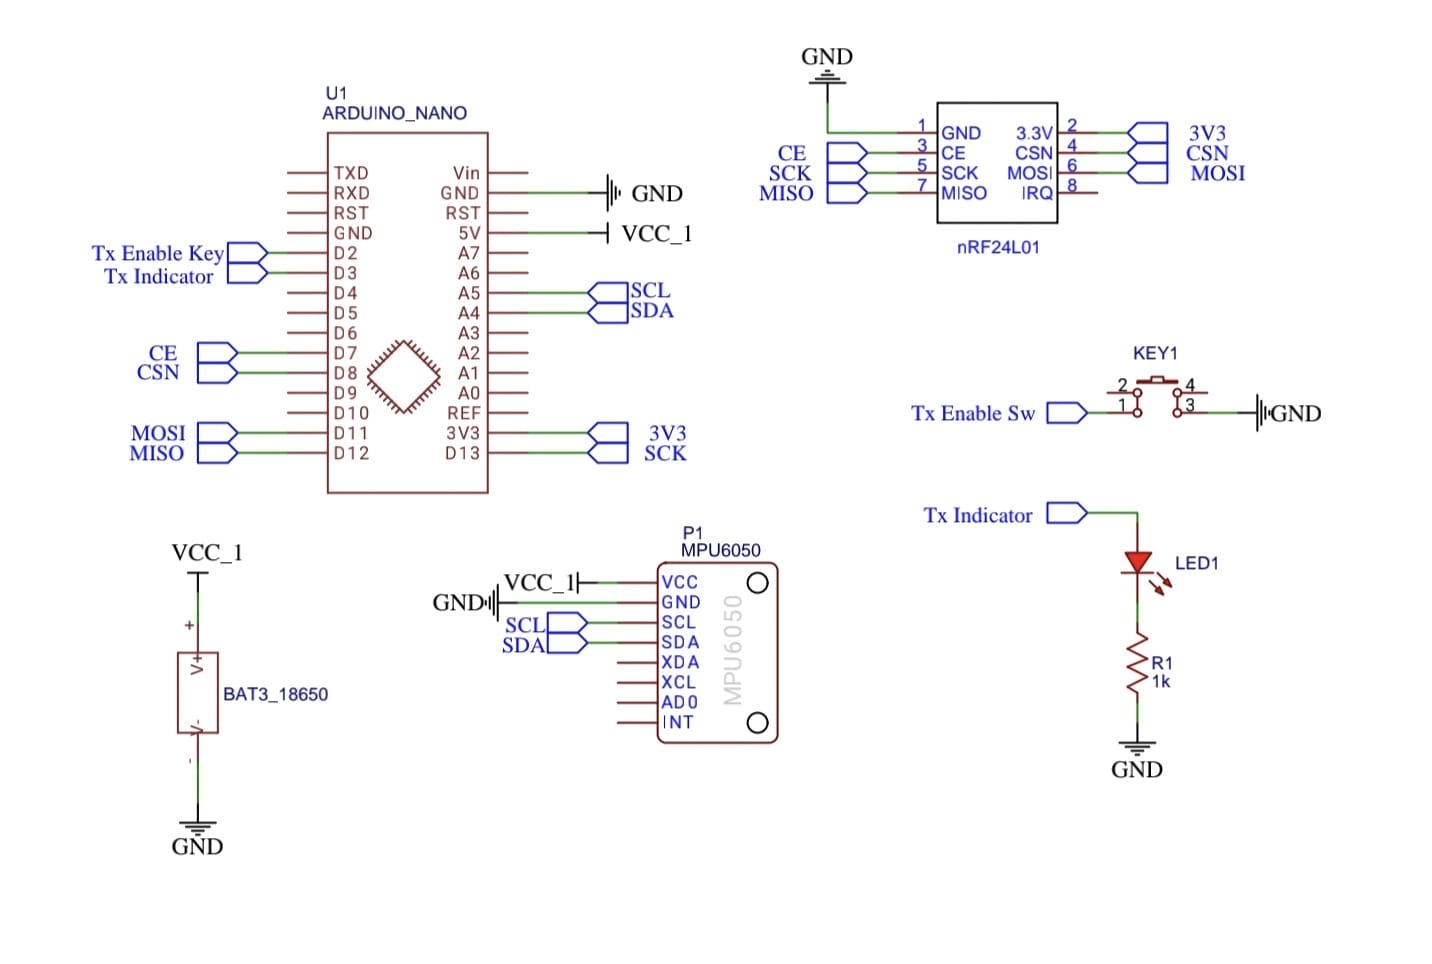 GND
U1
ARDUINO_NANO
TXD
RXD
RST
GND
D2
D3
D4
D5
D6
D7
D8
D9
D10
D11
D12
Vin
GND
RST
5V
A7
A6
A5
A4
A3
A2
A1
A0
REF
3V3
D13
Tx Enable Key
Tx Indicator
CE
CSN
MOSI
MISO
GND
VCC_1
SCL
SDA
3V3
SCK
CE
SCK
MISO
1
3
5
7
GND
CE
SCK
MISO
3.3V
CSN
MOSI
IRQ
2
4
6
8
3V3
CSN
MOSI
nRF24L01
KEY1
Tx Enable Sw
2
1
4
3
GND
Tx Indicator
LED1
R1
1k
GND
VCC_1
+
V+
BAT3_18650
V-
-
GND
P1
MPU6050
VCC_1
GND
SCL
SDA
VCC
GND
SCL
SDA
XDA
XCL
AD0
INT
MPU6050